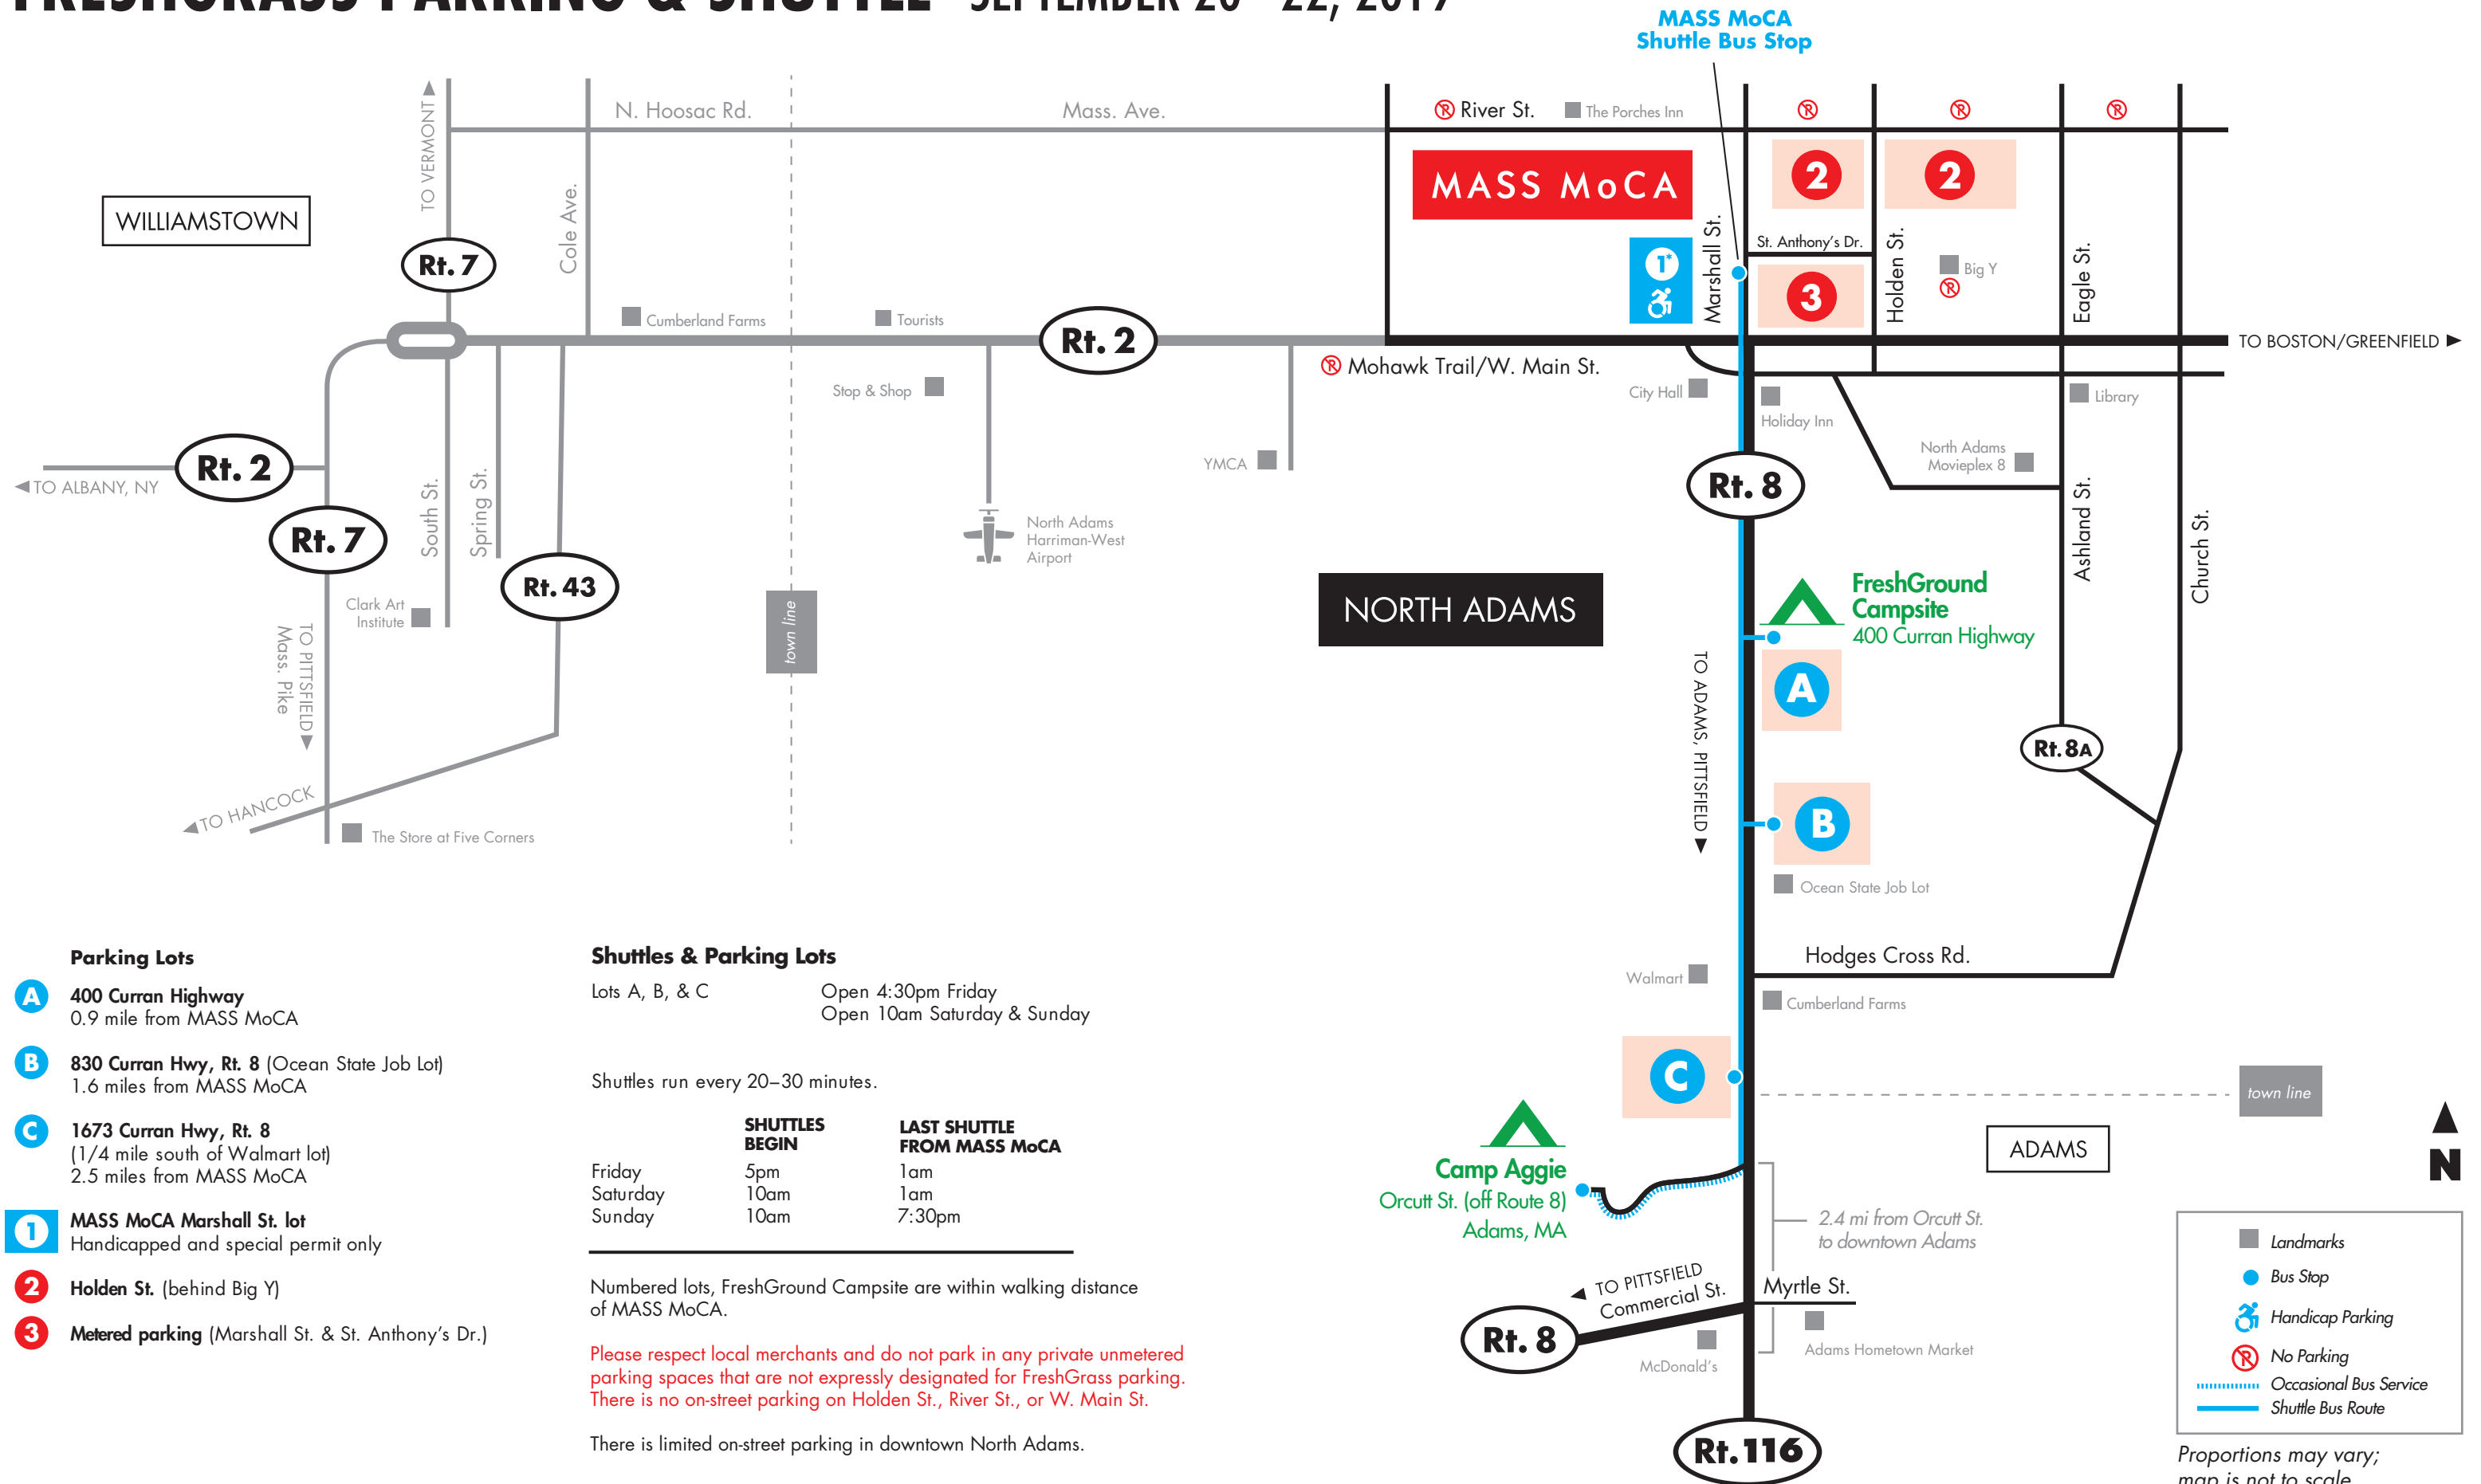 FRESHGRASS PARKING & SHUTTLE SEPTEMBER 20–22, 2019
MASS MoCA
Shuttle Bus Stop
TO VERMONT
N. Hoosac Rd.
Mass. Ave.
River St.
The Porches Inn
WILLIAMSTOWN
Rt. 7
Cole Ave.
MASS MoCA
2
2
1*
Marshall St.
St. Anthony's Dr.
3
Holden St.
Big Y
Eagle St.
Cumberland Farms
Tourists
Rt. 2
TO BOSTON/GREENFIELD
Mohawk Trail/W. Main St.
Stop & Shop
City Hall
Holiday Inn
Library
YMCA
North Adams
Movieplex 8
Rt. 2
TO ALBANY, NY
Rt. 7
South St.
Spring St.
Rt. 43
Rt. 8
Ashland St.
Church St.
North Adams
Harriman-West
Airport
Clark Art
Institute
town line
NORTH ADAMS
FreshGround
Campsite
400 Curran Highway
TO PITTSFIELD
Mass. Pike
TO ADAMS, PITTSFIELD
A
Rt. 8A
TO HANCOCK
The Store at Five Corners
B
Ocean State Job Lot
Hodges Cross Rd.
Walmart
Cumberland Farms
C
town line
ADAMS
N
Camp Aggie
Orcutt St. (off Route 8)
Adams, MA
2.4 mi from Orcutt St.
to downtown Adams
TO PITTSFIELD
Commercial St.
Myrtle St.
Rt. 8
McDonald's
Adams Hometown Market
Rt. 116
Parking Lots
A
400 Curran Highway
0.9 mile from MASS MoCA
B
830 Curran Hwy, Rt. 8 (Ocean State Job Lot)
1.6 miles from MASS MoCA
C
1673 Curran Hwy, Rt. 8
(1/4 mile south of Walmart lot)
2.5 miles from MASS MoCA
1
MASS MoCA Marshall St. lot
Handicapped and special permit only
2
Holden St. (behind Big Y)
3
Metered parking (Marshall St. & St. Anthony's Dr.)
Shuttles & Parking Lots
Lots A, B, & C Open 4:30pm Friday
Open 10am Saturday & Sunday
Shuttles run every 20–30 minutes.
SHUTTLES BEGIN LAST SHUTTLE FROM MASS MoCA
Friday 5pm 1am
Saturday 10am 1am
Sunday 10am 7:30pm
Numbered lots, FreshGround Campsite are within walking distance
of MASS MoCA.
Please respect local merchants and do not park in any private unmetered
parking spaces that are not expressly designated for FreshGrass parking.
There is no on-street parking on Holden St., River St., or W. Main St.
There is limited on-street parking in downtown North Adams.
Landmarks
Bus Stop
Handicap Parking
No Parking
Occasional Bus Service
Shuttle Bus Route
Proportions may vary;
map is not to scale